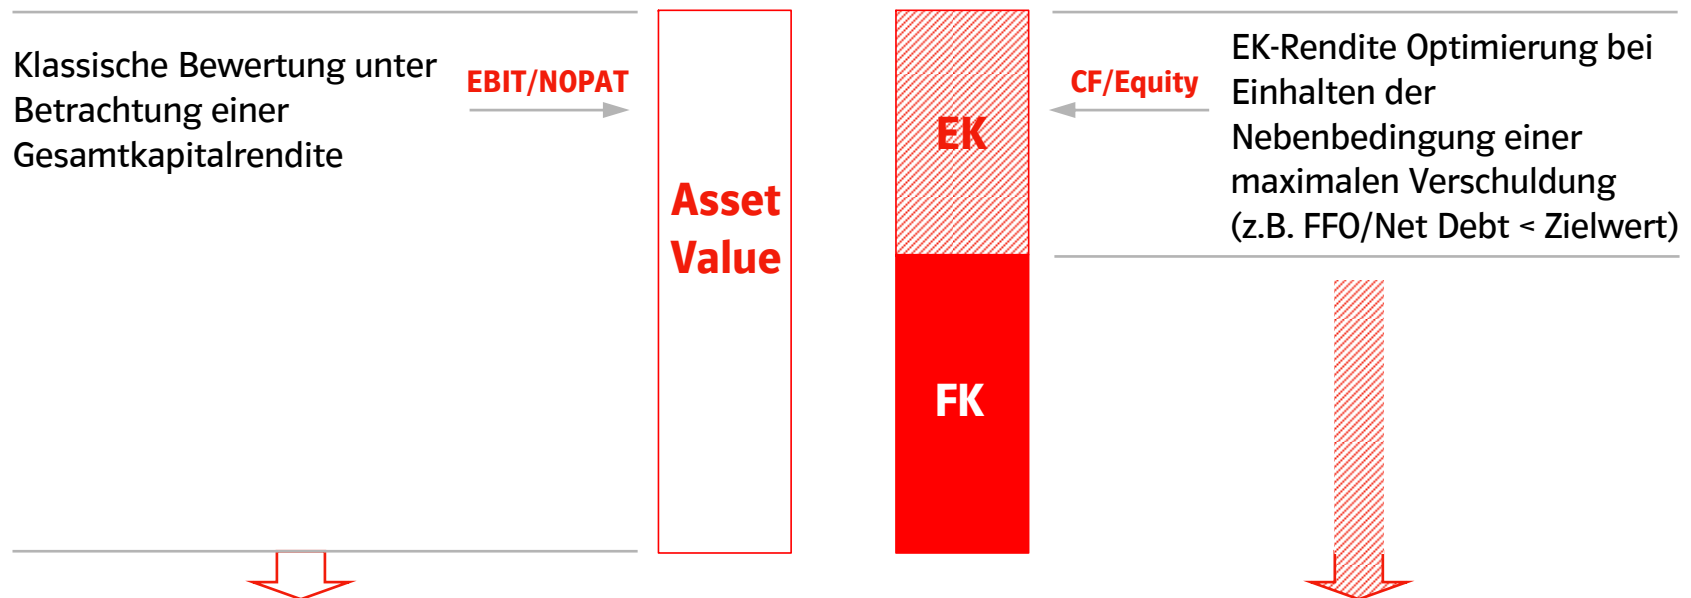 Klassische Bewertung unter
Betrachtung einer
Gesamtkapitalrendite
EBIT/NOPAT
Asset
Value
EK
FK
CF/Equity
EK-Rendite Optimierung bei
Einhalten der
Nebenbedingung einer
maximalen Verschuldung
(z.B. FFO/Net Debt < Zielwert)